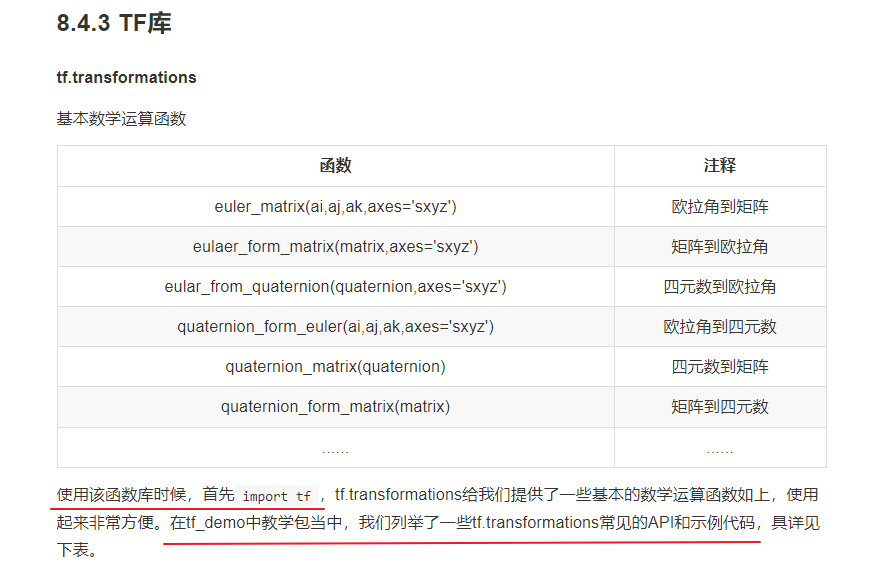 8.4.3 TF库
tf.transformations
基本数学运算函数
函数 注释
euler_matrix(ai,aj,ak,axes='sxyz') 欧拉角到矩阵
eulaer_form_matrix(matrix,axes='sxyz') 矩阵到欧拉角
eular_from_quaternion(quaternion,axes='sxyz') 四元数到欧拉角
quaternion_form_euler(ai,aj,ak,axes='sxyz') 欧拉角到四元数
quaternion_matrix(quaternion) 四元数到矩阵
quaternion_form_matrix(matrix) 矩阵到四元数
…… ……
使用该函数库时候，首先 import tf ，tf.transformations给我们提供了一些基本的数学运算函数如上，使用
起来非常方便。在tf_demo中教学包当中，我们列举了一些tf.transformations常见的API和示例代码，具详见
下表。